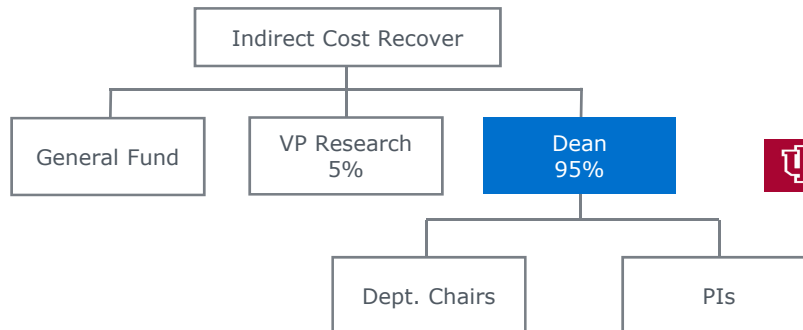 Indirect Cost Recover
General Fund
VP Research
5%
Dean
95%
Dept. Chairs
PIs